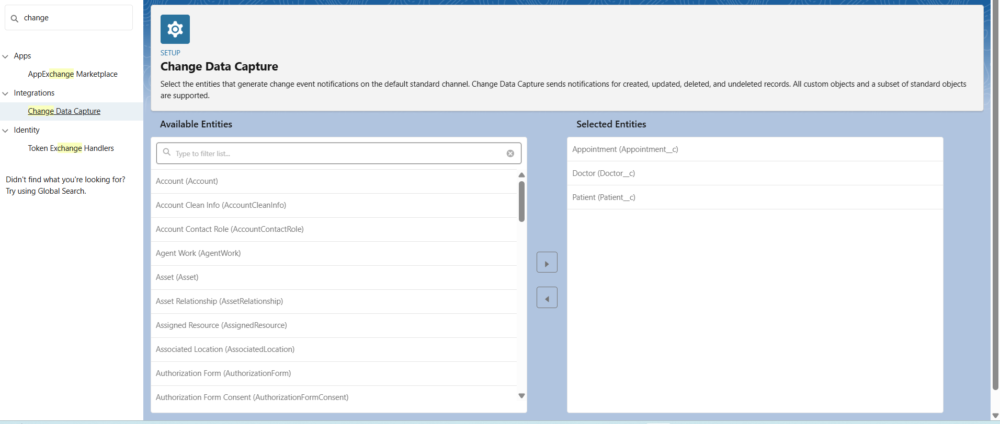 change
Apps
AppExchange Marketplace
Integrations
Change Data Capture
Identity
Token Exchange Handlers
Didn't find what you're looking for?
Try using Global Search.
SETUP
Change Data Capture
Select the entities that generate change event notifications on the default standard channel. Change Data Capture sends notifications for created, updated, deleted, and undeleted records. All custom objects and a subset of standard objects
are supported.
Available Entities
Type to filter list...
Account (Account)
Account Clean Info (AccountCleanInfo)
Account Contact Role (AccountContactRole)
Agent Work (AgentWork)
Asset (Asset)
Asset Relationship (AssetRelationship)
Assigned Resource (AssignedResource)
Associated Location (AssociatedLocation)
Authorization Form (AuthorizationForm)
Authorization Form Consent (AuthorizationFormConsent)
Selected Entities
Appointment (Appointment__c)
Doctor (Doctor__c)
Patient (Patient__c)